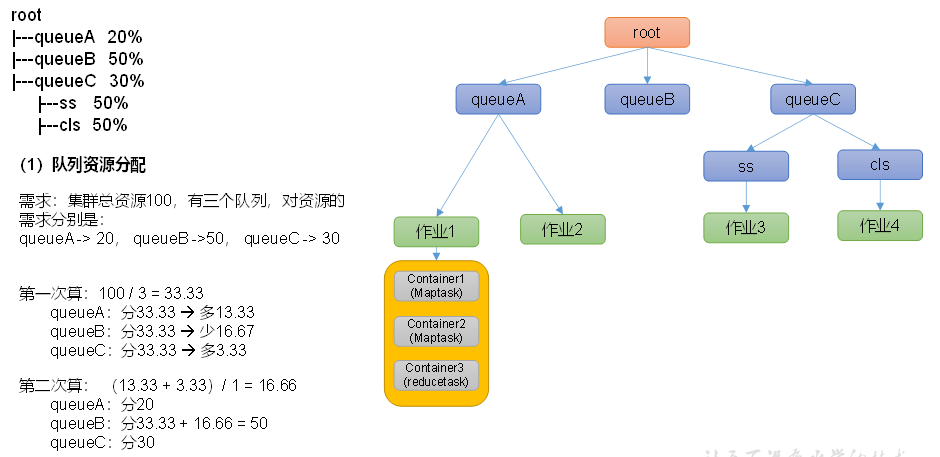 root
|---queueA 20%
|---queueB 50%
|---queueC 30%
|---ss 50%
|---cls 50%
（1）队列资源分配
需求：集群总资源100，有三个队列，对资源的
需求分别是：
queueA-> 20， queueB->50， queueC-> 30
第一次算：100 / 3 = 33.33
queueA：分33.33 → 多13.33
queueB：分33.33 → 少16.67
queueC：分33.33 → 多3.33
第二次算： （13.33 + 3.33）/ 1 = 16.66
queueA：分20
queueB：分33.33 + 16.66 = 50
queueC：分30
root
queueA
queueB
queueC
ss
cls
作业1
作业2
作业3
作业4
Container1
(Maptask)
Container2
(Maptask)
Container3
(reducetask)